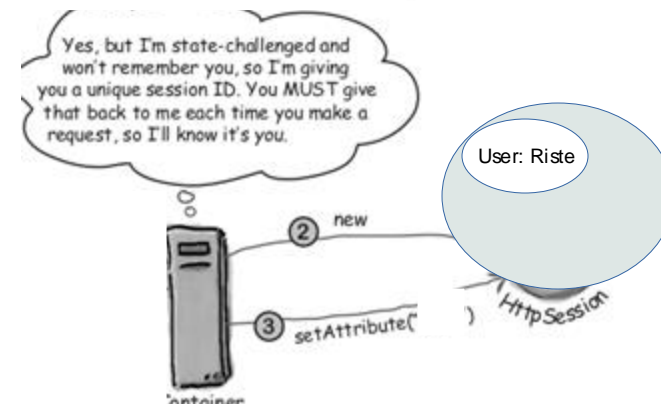 Yes, but I'm state-challenged and
won't remember you, so I'm giving
you a unique session ID. You MUST give
that back to me each time you make a
request, so I'll know it's you.
User: Riste
2 new
3 setAttribute(" )
HttpSession
ontainer